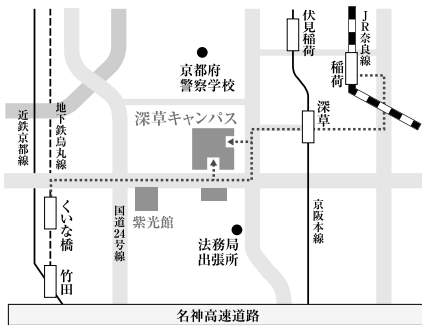 伏見稲荷
JR奈良線
稲荷
京都府
警察学校
深草キャンパス
深草
近鉄京都線
地下鉄烏丸線
国道24号線
紫光館
京阪本線
くいな橋
法務局
出張所
竹田
名神高速道路